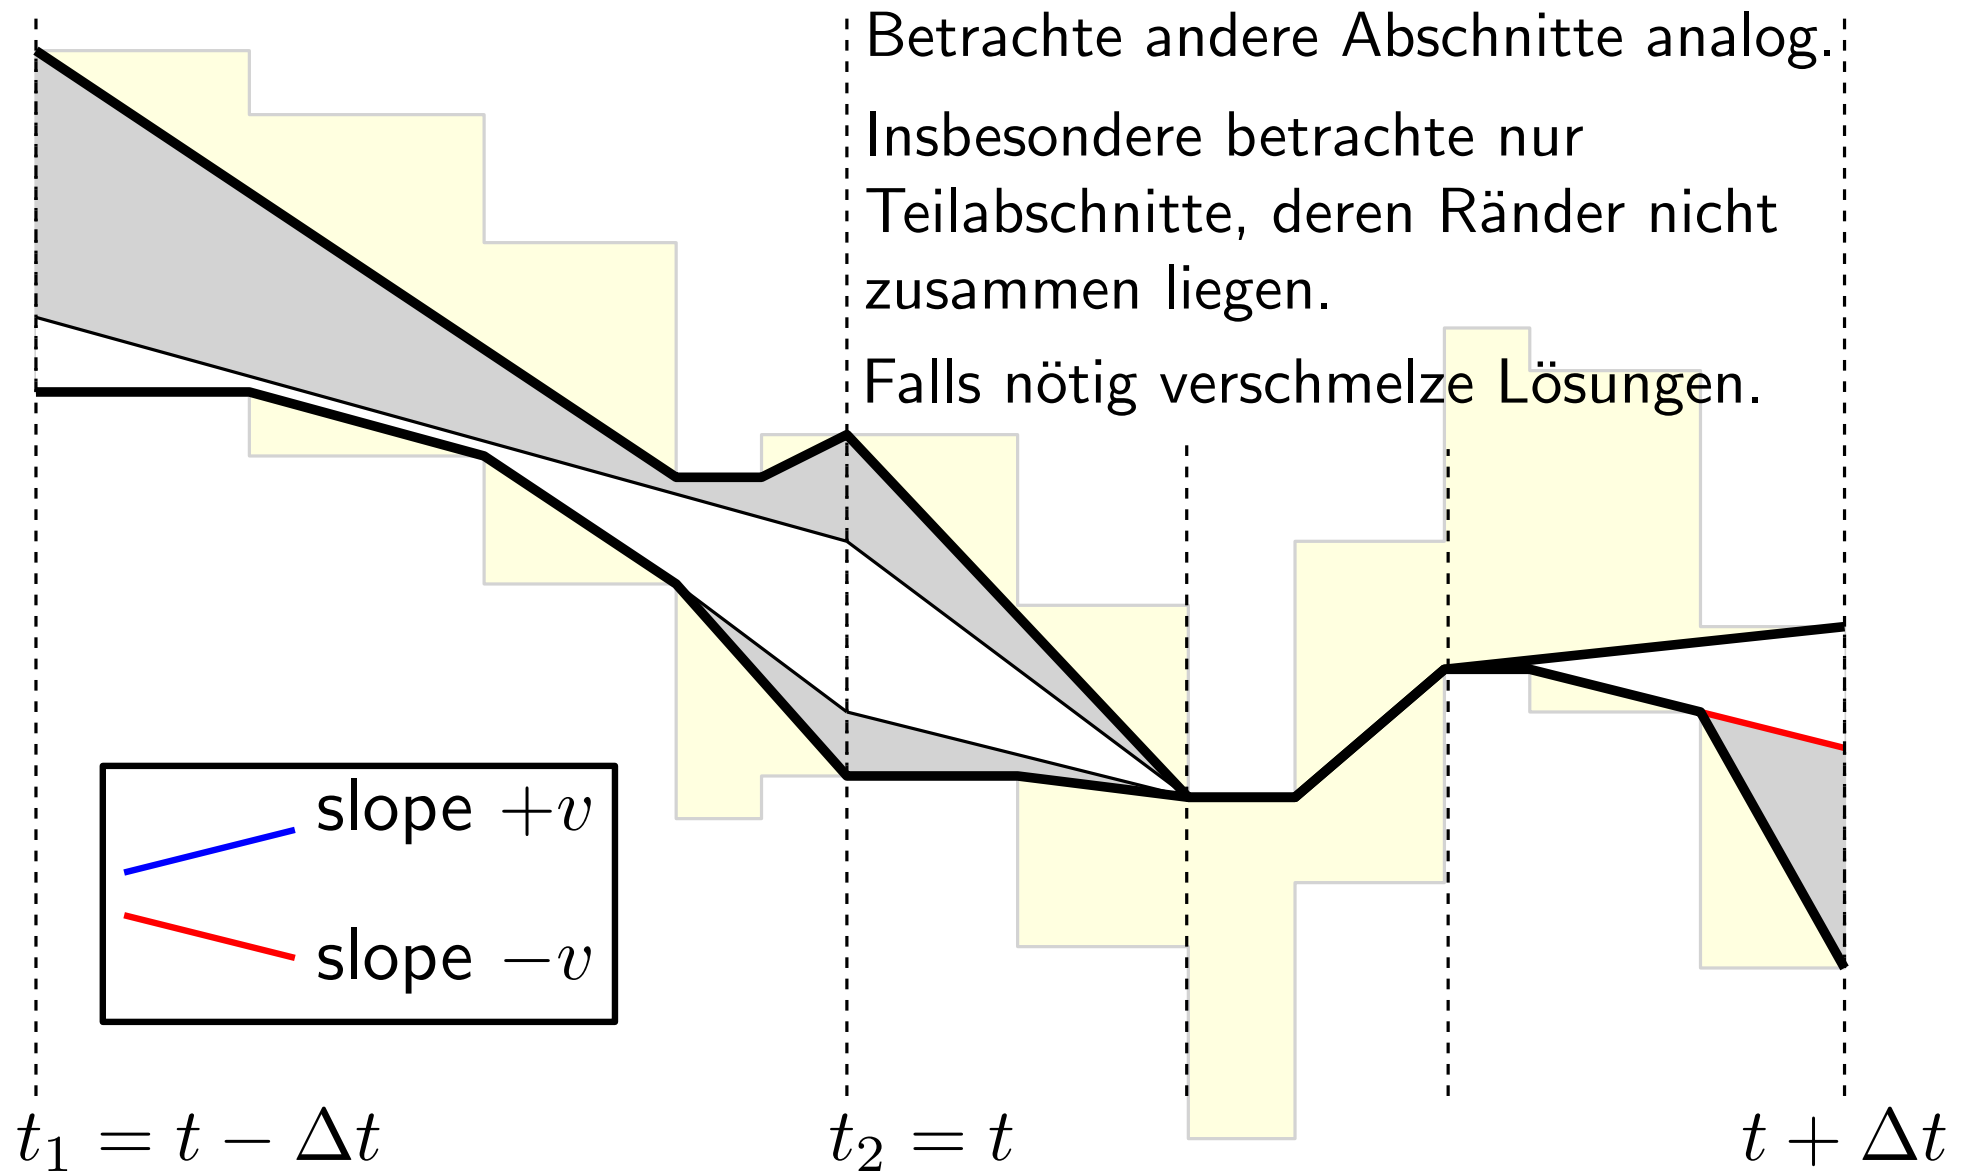 Betrachte andere Abschnitte analog.
Insbesondere betrachte nur
Teilabschnitte, deren Ränder nicht
zusammen liegen.
Falls nötig verschmelze Lösungen.
slope +v
slope −v
t₁ = t − Δt
t₂ = t
t + Δt